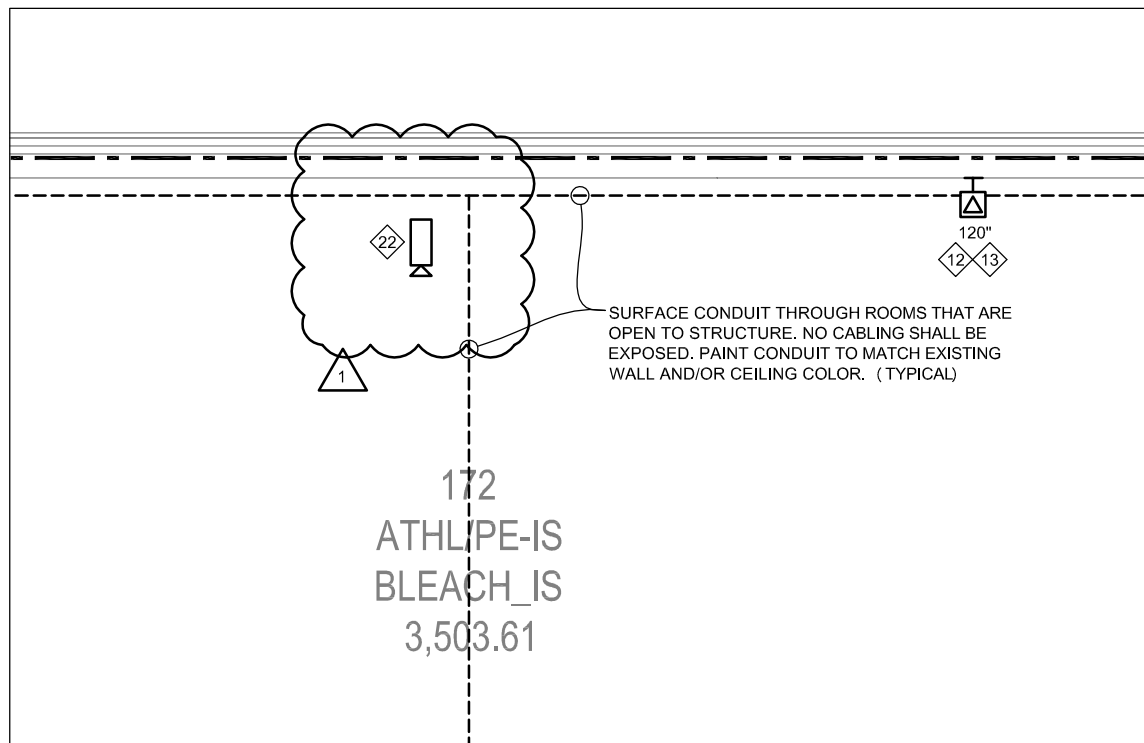 22
120"
12 13
SURFACE CONDUIT THROUGH ROOMS THAT ARE
OPEN TO STRUCTURE. NO CABLING SHALL BE
EXPOSED. PAINT CONDUIT TO MATCH EXISTING
WALL AND/OR CEILING COLOR. (TYPICAL)
1
172
ATHL/PE-IS
BLEACH_IS
3,503.61